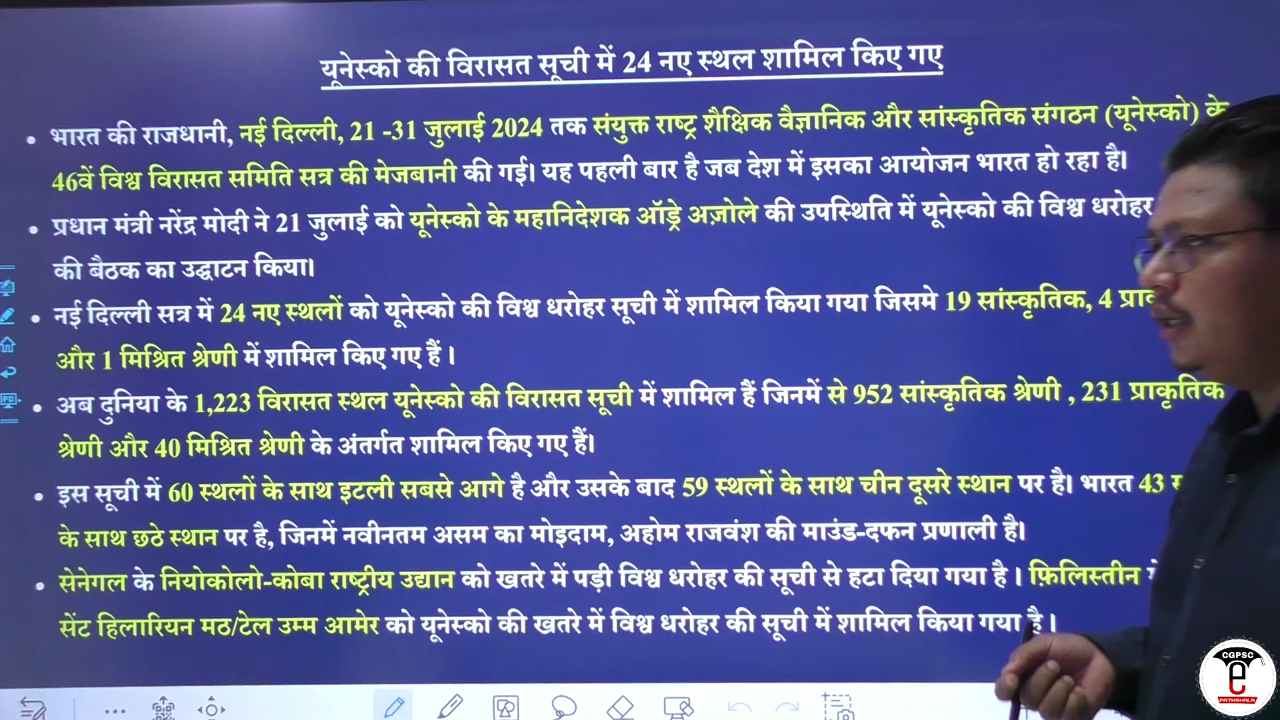 यूनेस्को की विरासत सूची में 24 नए स्थल शामिल किए गए
• भारत की राजधानी, नई दिल्ली, 21 -31 जुलाई 2024 तक संयुक्त राष्ट्र शैक्षिक वैज्ञानिक और सांस्कृतिक संगठन (यूनेस्को) के
46वें विश्व विरासत समिति सत्र की मेजबानी की गई। यह पहली बार है जब देश में इसका आयोजन भारत हो रहा है।
• प्रधान मंत्री नरेंद्र मोदी ने 21 जुलाई को यूनेस्को के महानिदेशक ऑड्रे अज़ोले की उपस्थिति में यूनेस्को की विश्व धरोहर
की बैठक का उद्घाटन किया।
• नई दिल्ली सत्र में 24 नए स्थलों को यूनेस्को की विश्व धरोहर सूची में शामिल किया गया जिसमे 19 सांस्कृतिक, 4
और 1 मिश्रित श्रेणी में शामिल किए गए हैं ।
• अब दुनिया के 1,223 विरासत स्थल यूनेस्को की विरासत सूची में शामिल हैं जिनमें से 952 सांस्कृतिक श्रेणी , 231 प्राकृतिक
श्रेणी और 40 मिश्रित श्रेणी के अंतर्गत शामिल किए गए हैं।
• इस सूची में 60 स्थलों के साथ इटली सबसे आगे है और उसके बाद 59 स्थलों के साथ चीन दूसरे स्थान पर है। भारत 43
के साथ छठे स्थान पर है, जिनमें नवीनतम असम का मोइदाम, अहोम राजवंश की माउंड-दफन प्रणाली है।
• सेनेगल के नियोकोलो-कोबा राष्ट्रीय उद्यान को खतरे में पड़ी विश्व धरोहर की सूची से हटा दिया गया है । फ़िलिस्तीन
सेंट हिलारियन मठ/टेल उम्म आमेर को यूनेस्को की खतरे में विश्व धरोहर की सूची में शामिल किया गया है ।
CGPSC
e
PATHSHALA